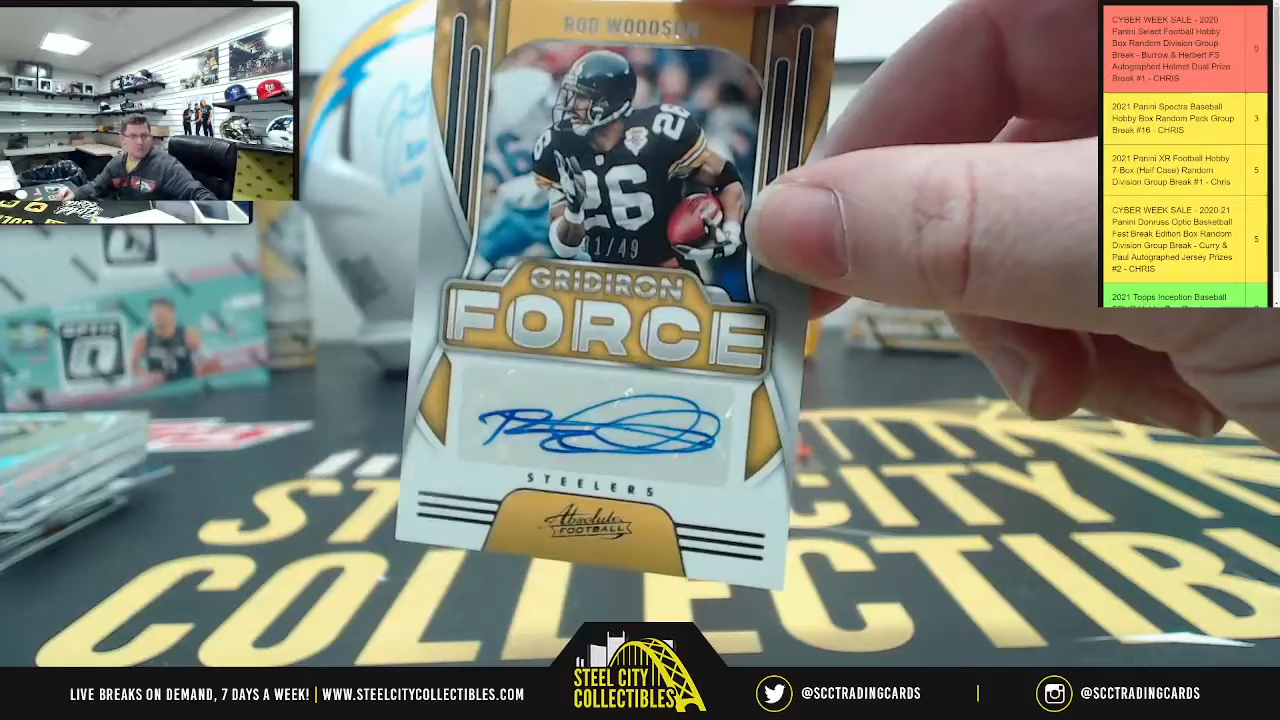 ROD WOODSON
26
26
1/49
GRIDIRON
FORCE
STEELERS
Absolute
FOOTBALL
CYBER WEEK SALE - 2020
Panini Select Football Hobby
Box Random Division Group
Break - Burrow & Herbert FS
Autographed Helmet Dual Prize
Break #1 - CHRIS
0
2021 Panini Spectra Baseball
Hobby Box Random Pack Group
Break #16 - CHRIS
3
2021 Panini XR Football Hobby
7-Box (Half Case) Random
Division Group Break #1 - Chris
5
CYBER WEEK SALE - 2020-21
Panini Donruss Optic Basketball
Fast Break Edition Box Random
Division Group Break - Curry &
Paul Autographed Jersey Prizes
#2 - CHRIS
5
2021 Topps Inception Baseball
OPTIC
STEEL CITY
COLLECTIB
LIVE BREAKS ON DEMAND, 7 DAYS A WEEK! | WWW.STEELCITYCOLLECTIBLES.COM
STEEL CITY
COLLECTIBLES
@SCCTRADINGCARDS
@SCCTRADINGCARDS